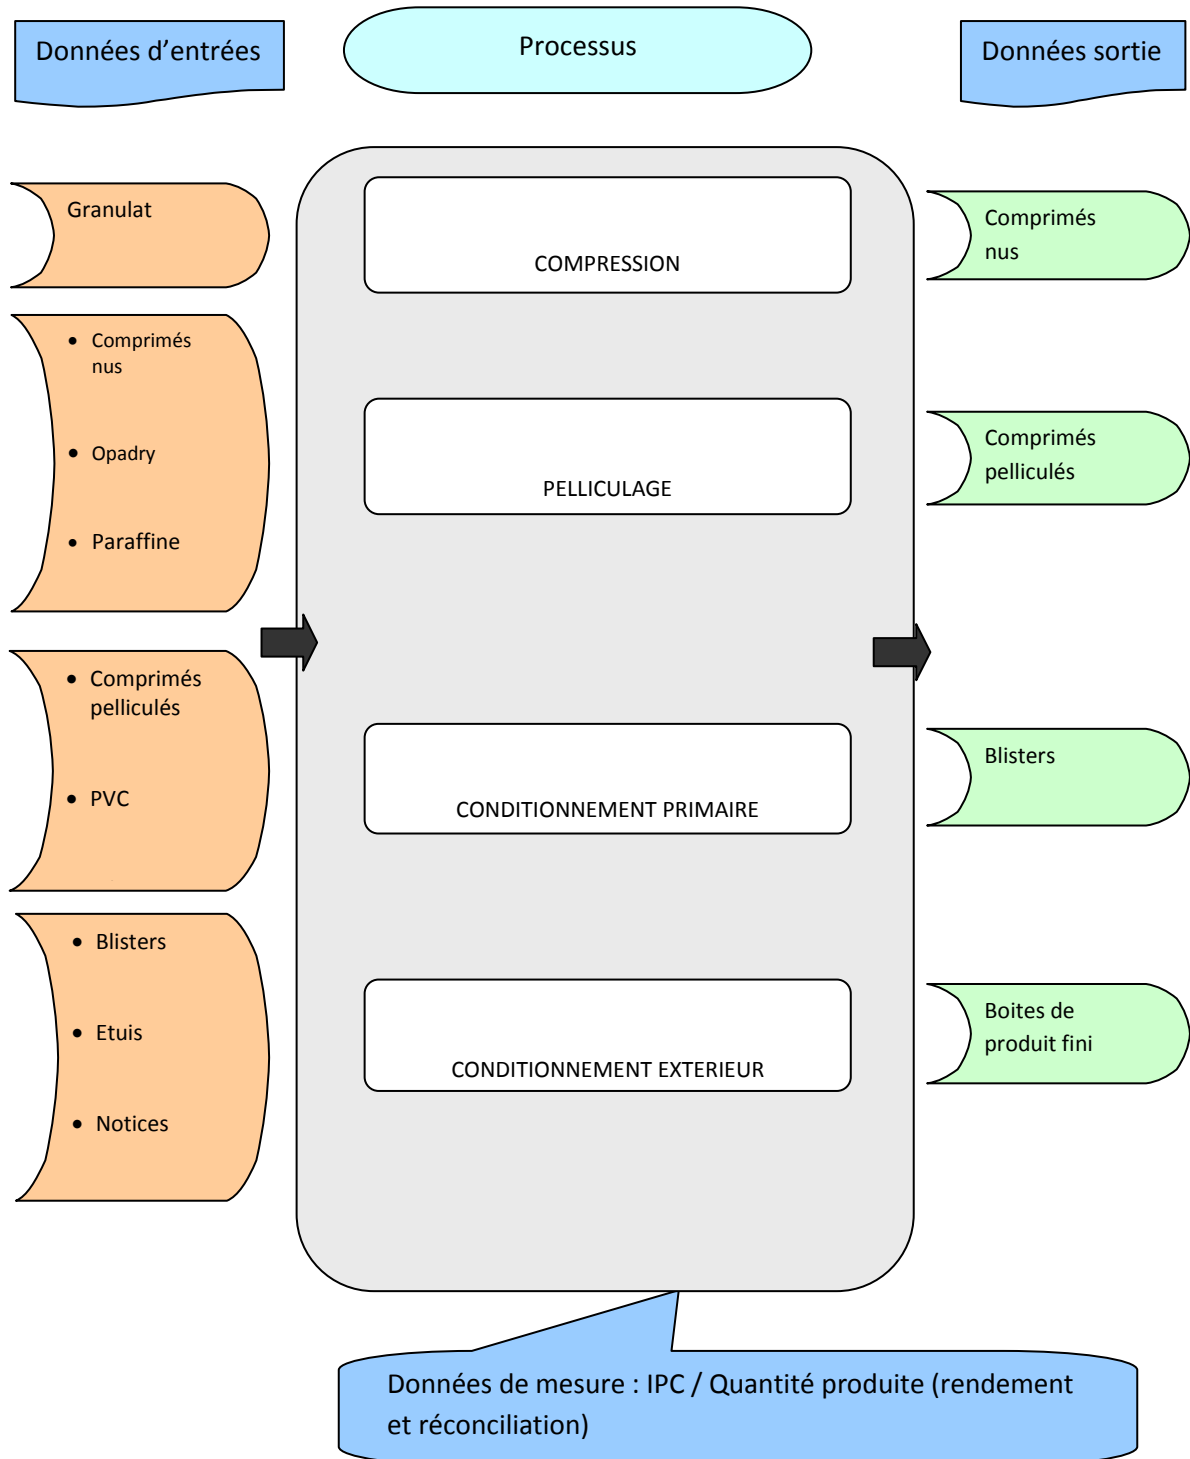 Données d'entrées
Processus
Données sortie
Granulat
COMPRESSION
Comprimés
nus
• Comprimés
nus
• Opadry
• Paraffine
PELLICULAGE
Comprimés
pelliculés
• Comprimés
pelliculés
• PVC
CONDITIONNEMENT PRIMAIRE
Blisters
• Blisters
• Etuis
• Notices
CONDITIONNEMENT EXTERIEUR
Boites de
produit fini
Données de mesure : IPC / Quantité produite (rendement
et réconciliation)